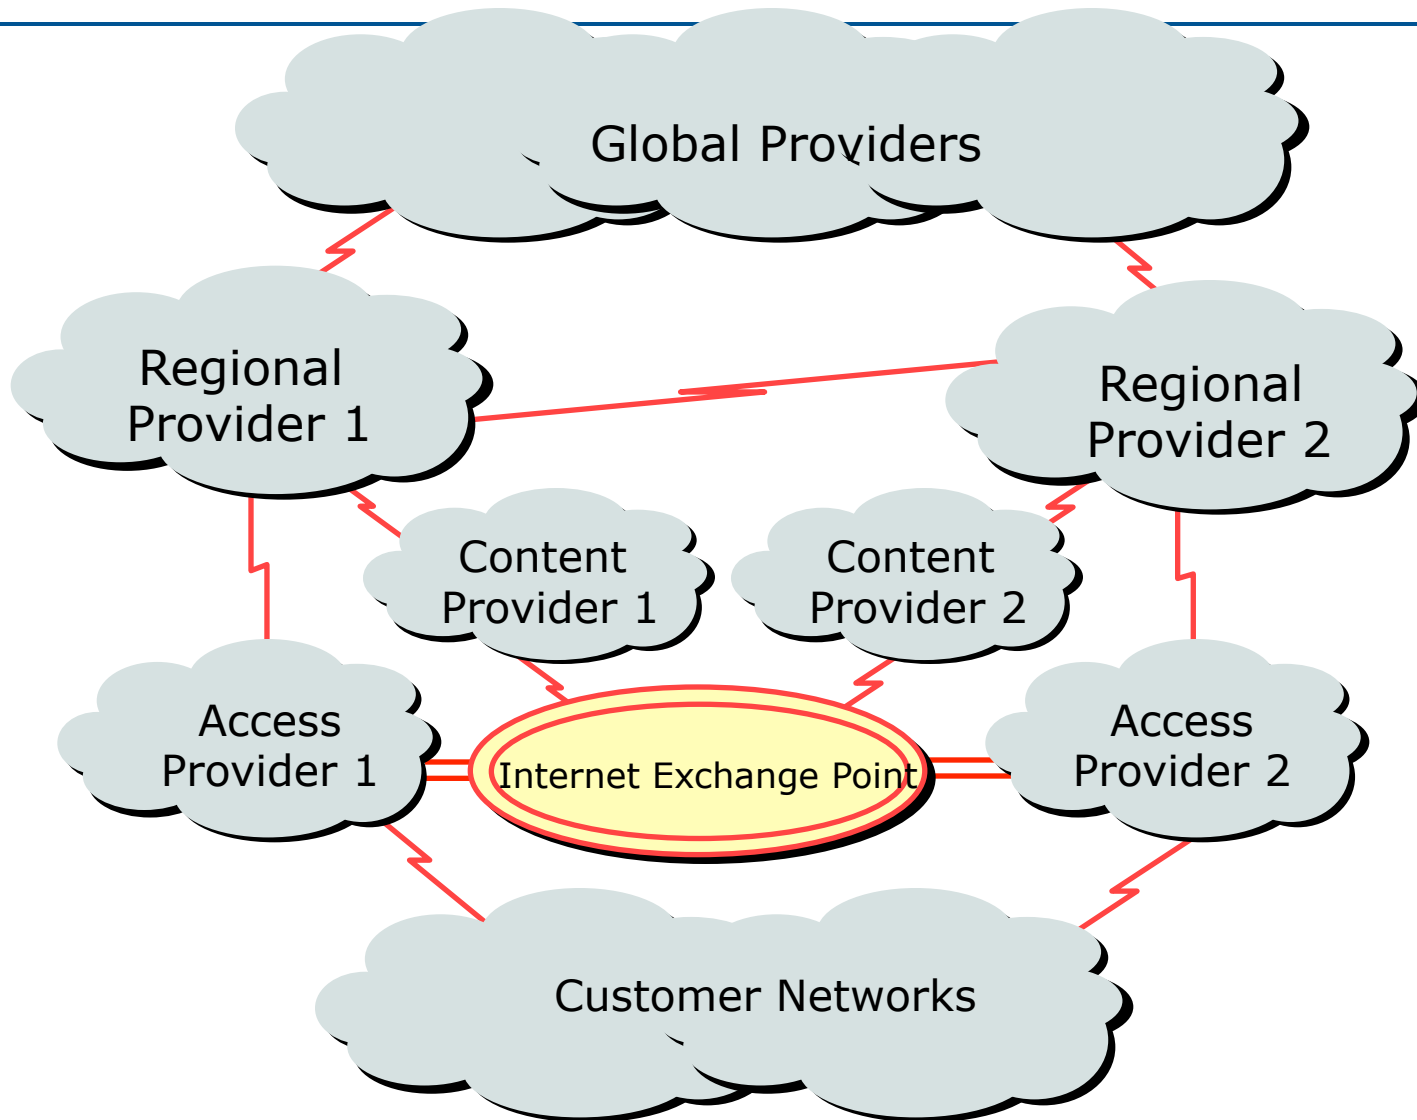 Global Providers
Regional
Provider 1
Regional
Provider 2
Content
Provider 1
Content
Provider 2
Access
Provider 1
Internet Exchange Point
Access
Provider 2
Customer Networks